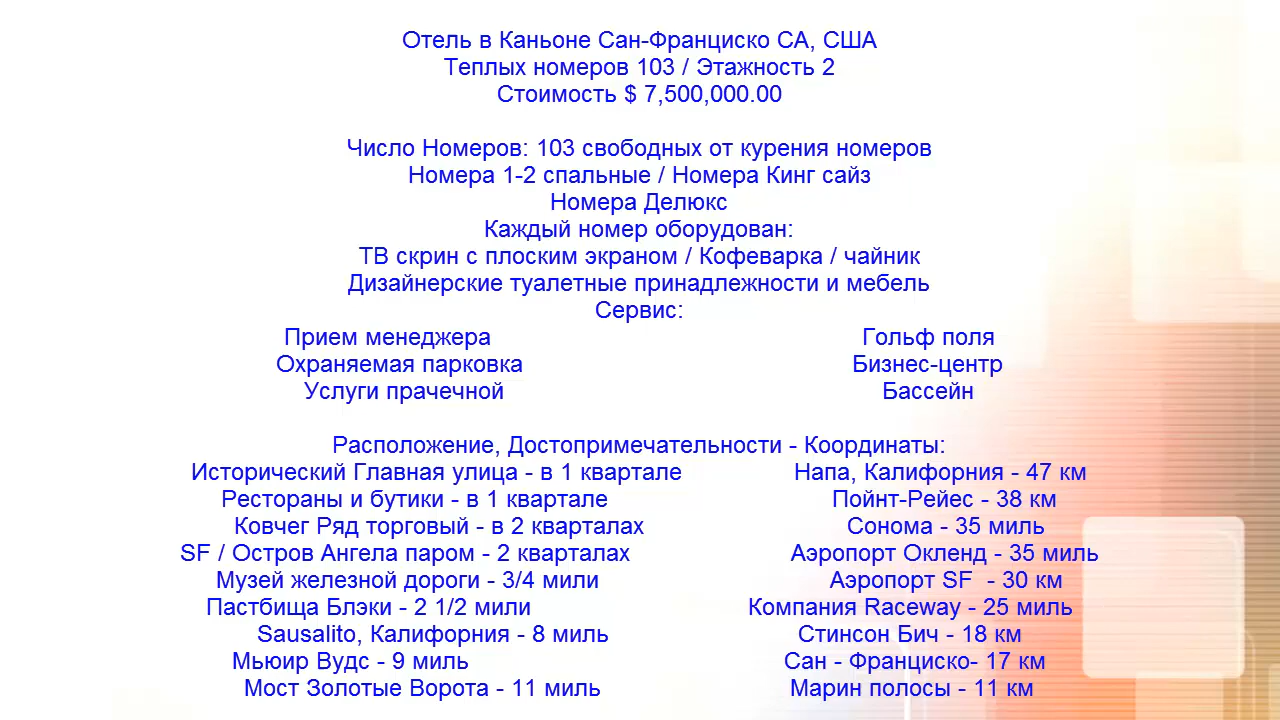 Отель в Каньоне Сан-Франциско СА, США
Теплых номеров 103 / Этажность 2
Стоимость $ 7,500,000.00
Число Номеров: 103 свободных от курения номеров
Номера 1-2 спальные / Номера Кинг сайз
Номера Делюкс
Каждый номер оборудован:
ТВ скрин с плоским экраном / Кофеварка / чайник
Дизайнерские туалетные принадлежности и мебель
Сервис:
Прием менеджера Гольф поля
Охраняемая парковка Бизнес-центр
Услуги прачечной Бассейн
Расположение, Достопримечательности - Координаты:
Исторический Главная улица - в 1 квартале Напа, Калифорния - 47 км
Рестораны и бутики - в 1 квартале Пойнт-Рейес - 38 км
Ковчег Ряд торговый - в 2 кварталах Сонома - 35 миль
SF / Остров Ангела паром - 2 кварталах Аэропорт Окленд - 35 миль
Музей железной дороги - 3/4 мили Аэропорт SF - 30 км
Пастбища Блэки - 2 1/2 мили Компания Raceway - 25 миль
Sausalito, Калифорния - 8 миль Стинсон Бич - 18 км
Мьюир Вудс - 9 миль Сан - Франциско- 17 км
Мост Золотые Ворота - 11 миль Марин полосы - 11 км